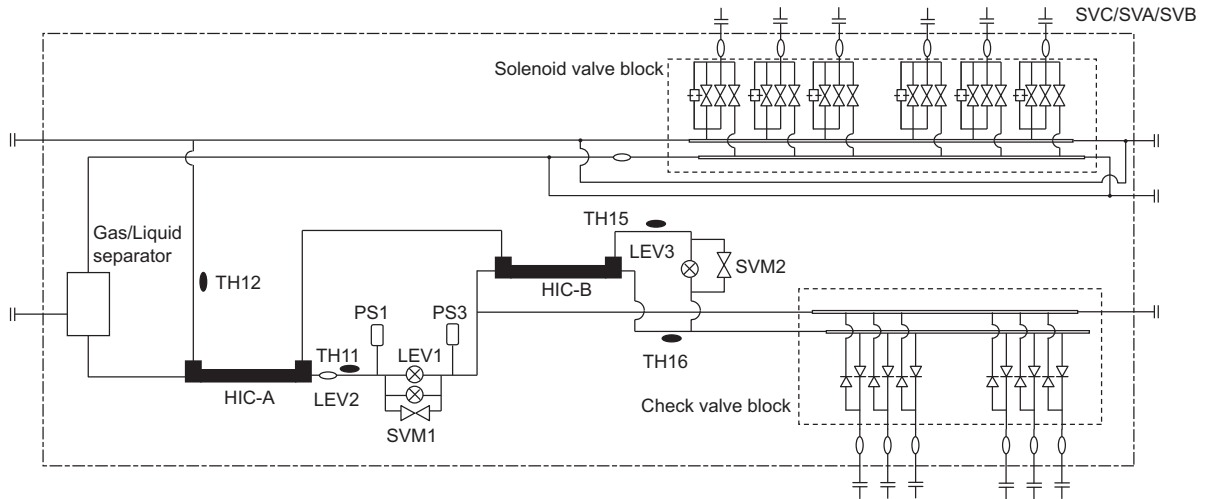 SVC/SVA/SVB
Solenoid valve block
Gas/Liquid
separator
TH12
TH15
LEV3
SVM2
HIC-B
PS1
PS3
TH11
LEV1
TH16
HIC-A
LEV2
SVM1
Check valve block